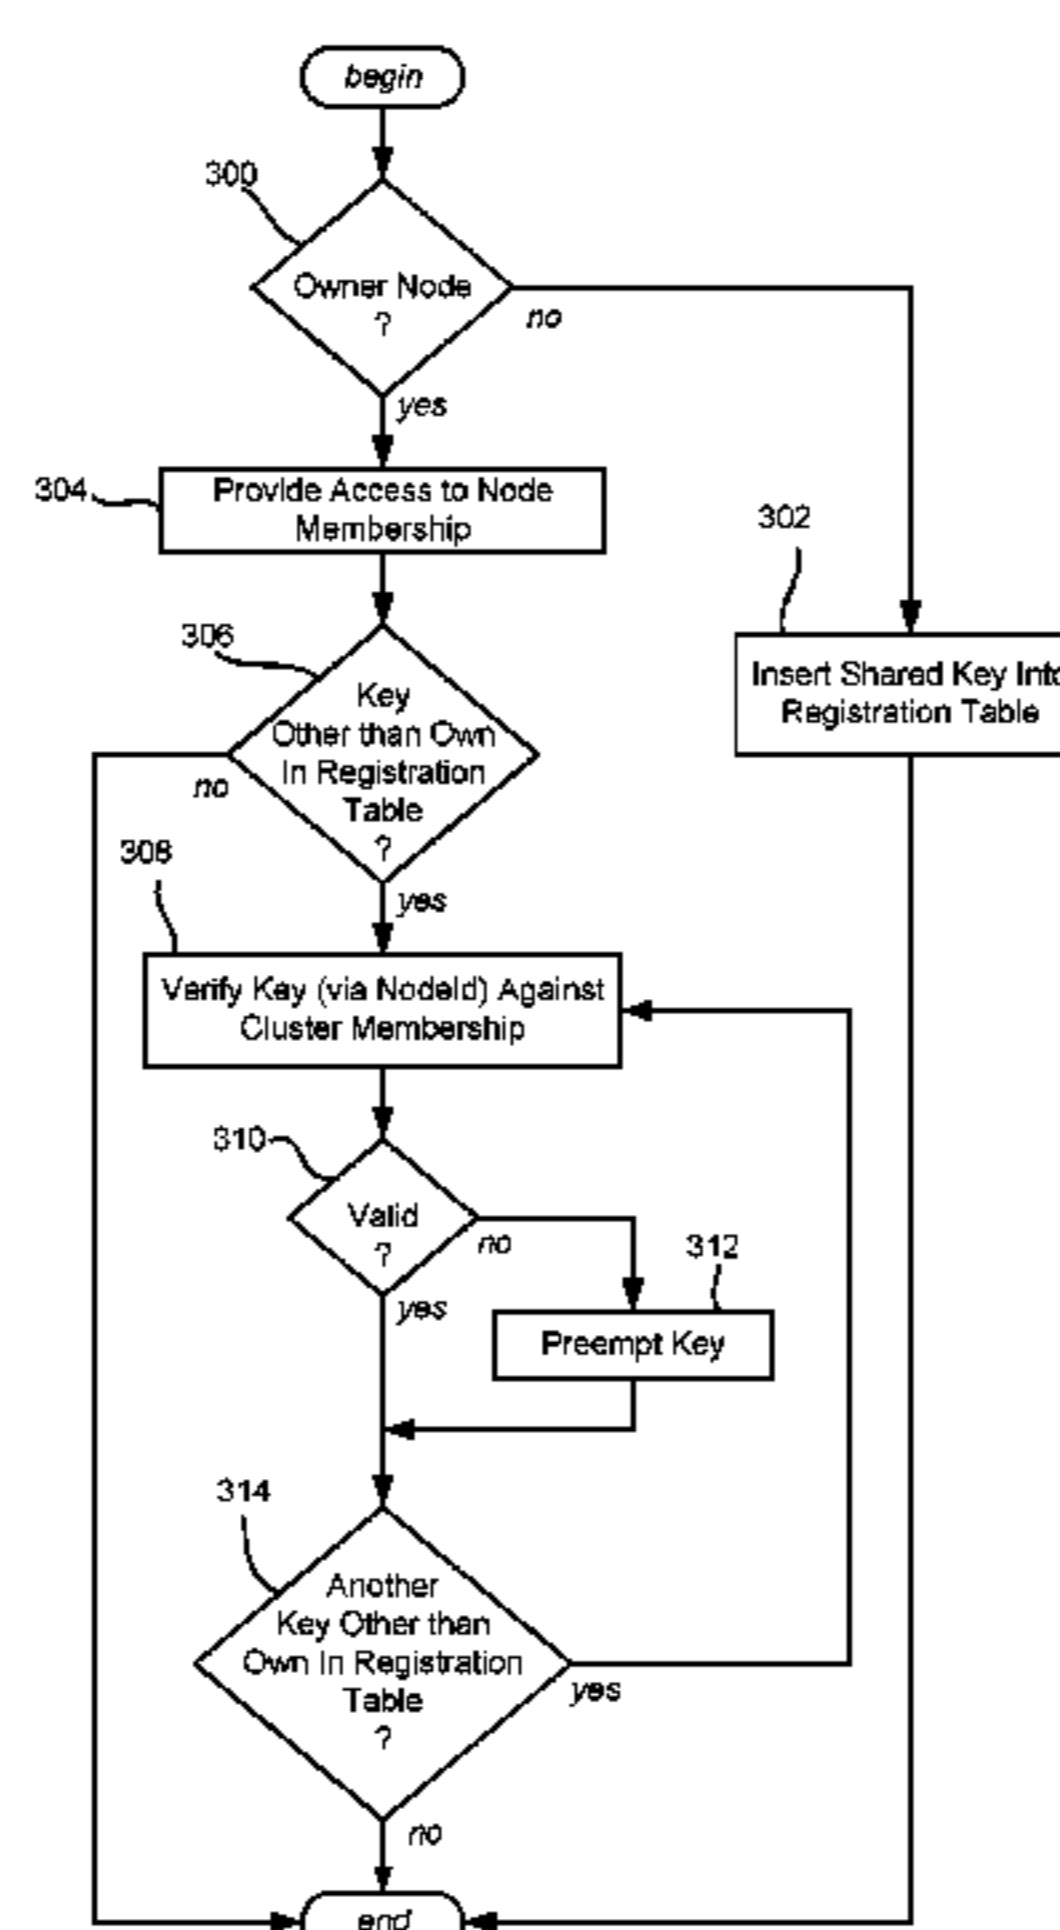 begin
300
Owner Node
?
no
yes
304
Provide Access to Node
Membership
302
Insert Shared Key Into
Registration Table
306
Key
Other than Own
In Registration
Table
?
no
yes
308
Verify Key (via NodeId) Against
Cluster Membership
310
Valid
?
no
yes
312
Preempt Key
314
Another
Key Other than
Own In Registration
Table
?
yes
no
end